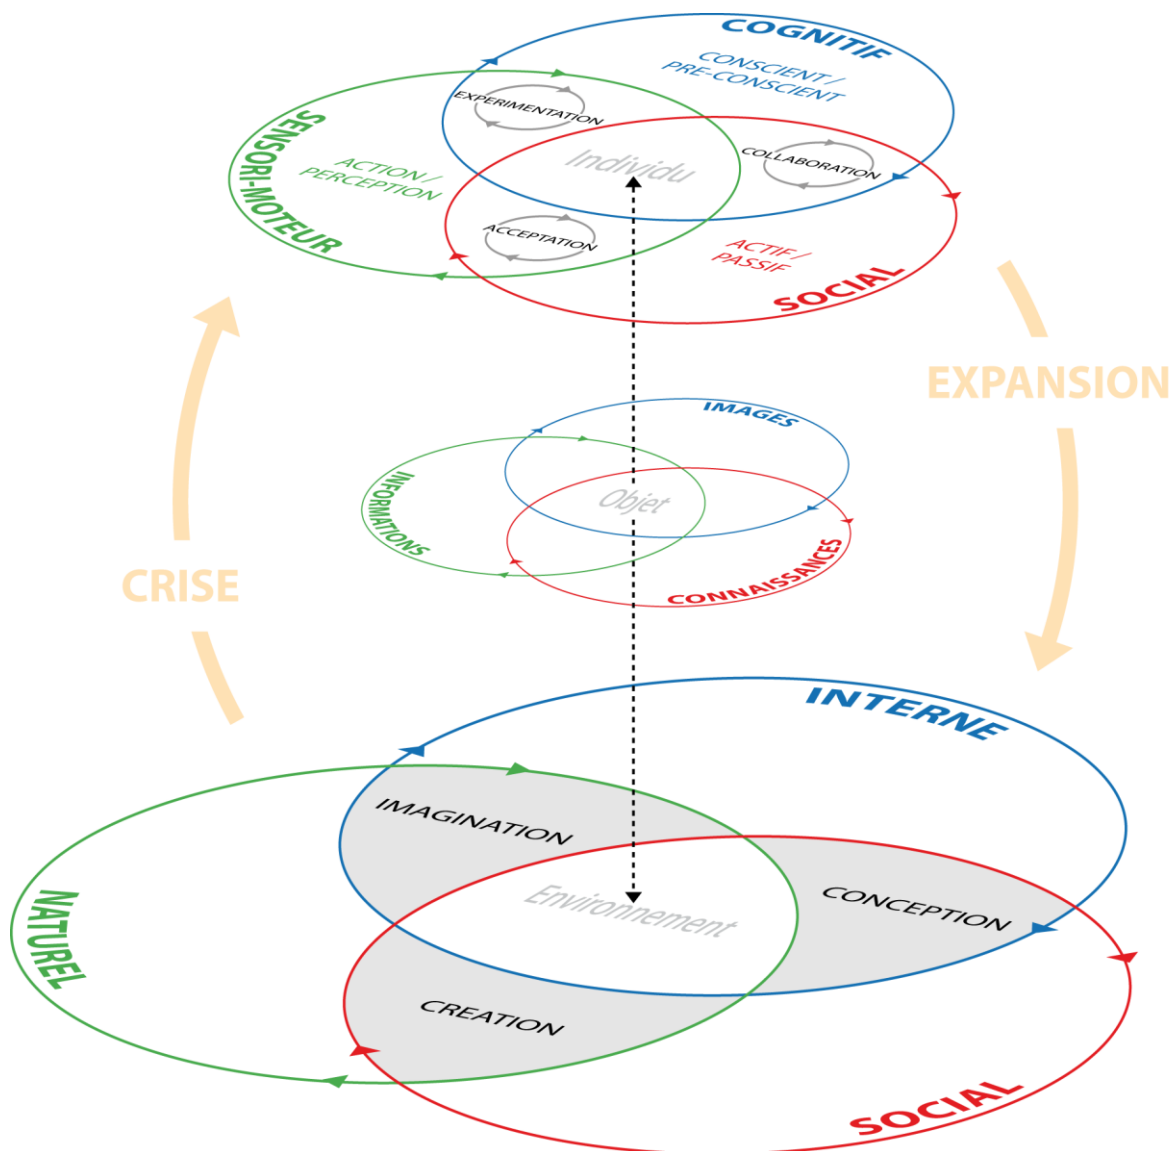 COGNITIF
CONSCIENT /
PRE-CONSCIENT
SENSORI-MOTEUR
EXPERIMENTATION
ACTION /
PERCEPTION
Individu
COLLABORATION
ACCEPTATION
ACTIF /
PASSIF
SOCIAL
EXPANSION
IMAGES
INFORMATIONS
Objet
CONNAISSANCES
CRISE
INTERNE
IMAGINATION
NATUREL
Environnement
CONCEPTION
CREATION
SOCIAL